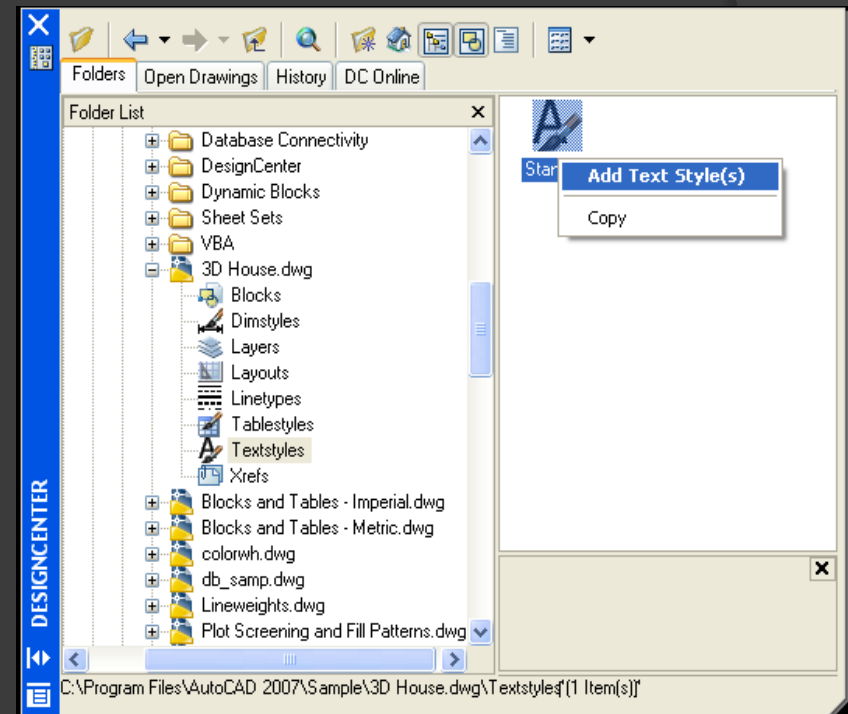 Folders Open Drawings History DC Online
Folder List
Database Connectivity
DesignCenter
Dynamic Blocks
Sheet Sets
VBA
3D House.dwg
Blocks
Dimstyles
Layers
Layouts
Linetypes
Tablestyles
Textstyles
Xrefs
Blocks and Tables - Imperial.dwg
Blocks and Tables - Metric.dwg
colorwh.dwg
db_samp.dwg
Lineweights.dwg
Plot Screening and Fill Patterns.dwg
Star
Add Text Style(s)
Copy
DESIGNCENTER
C:\Program Files\AutoCAD 2007\Sample\3D House.dwg\Textstyles (1 Item(s))